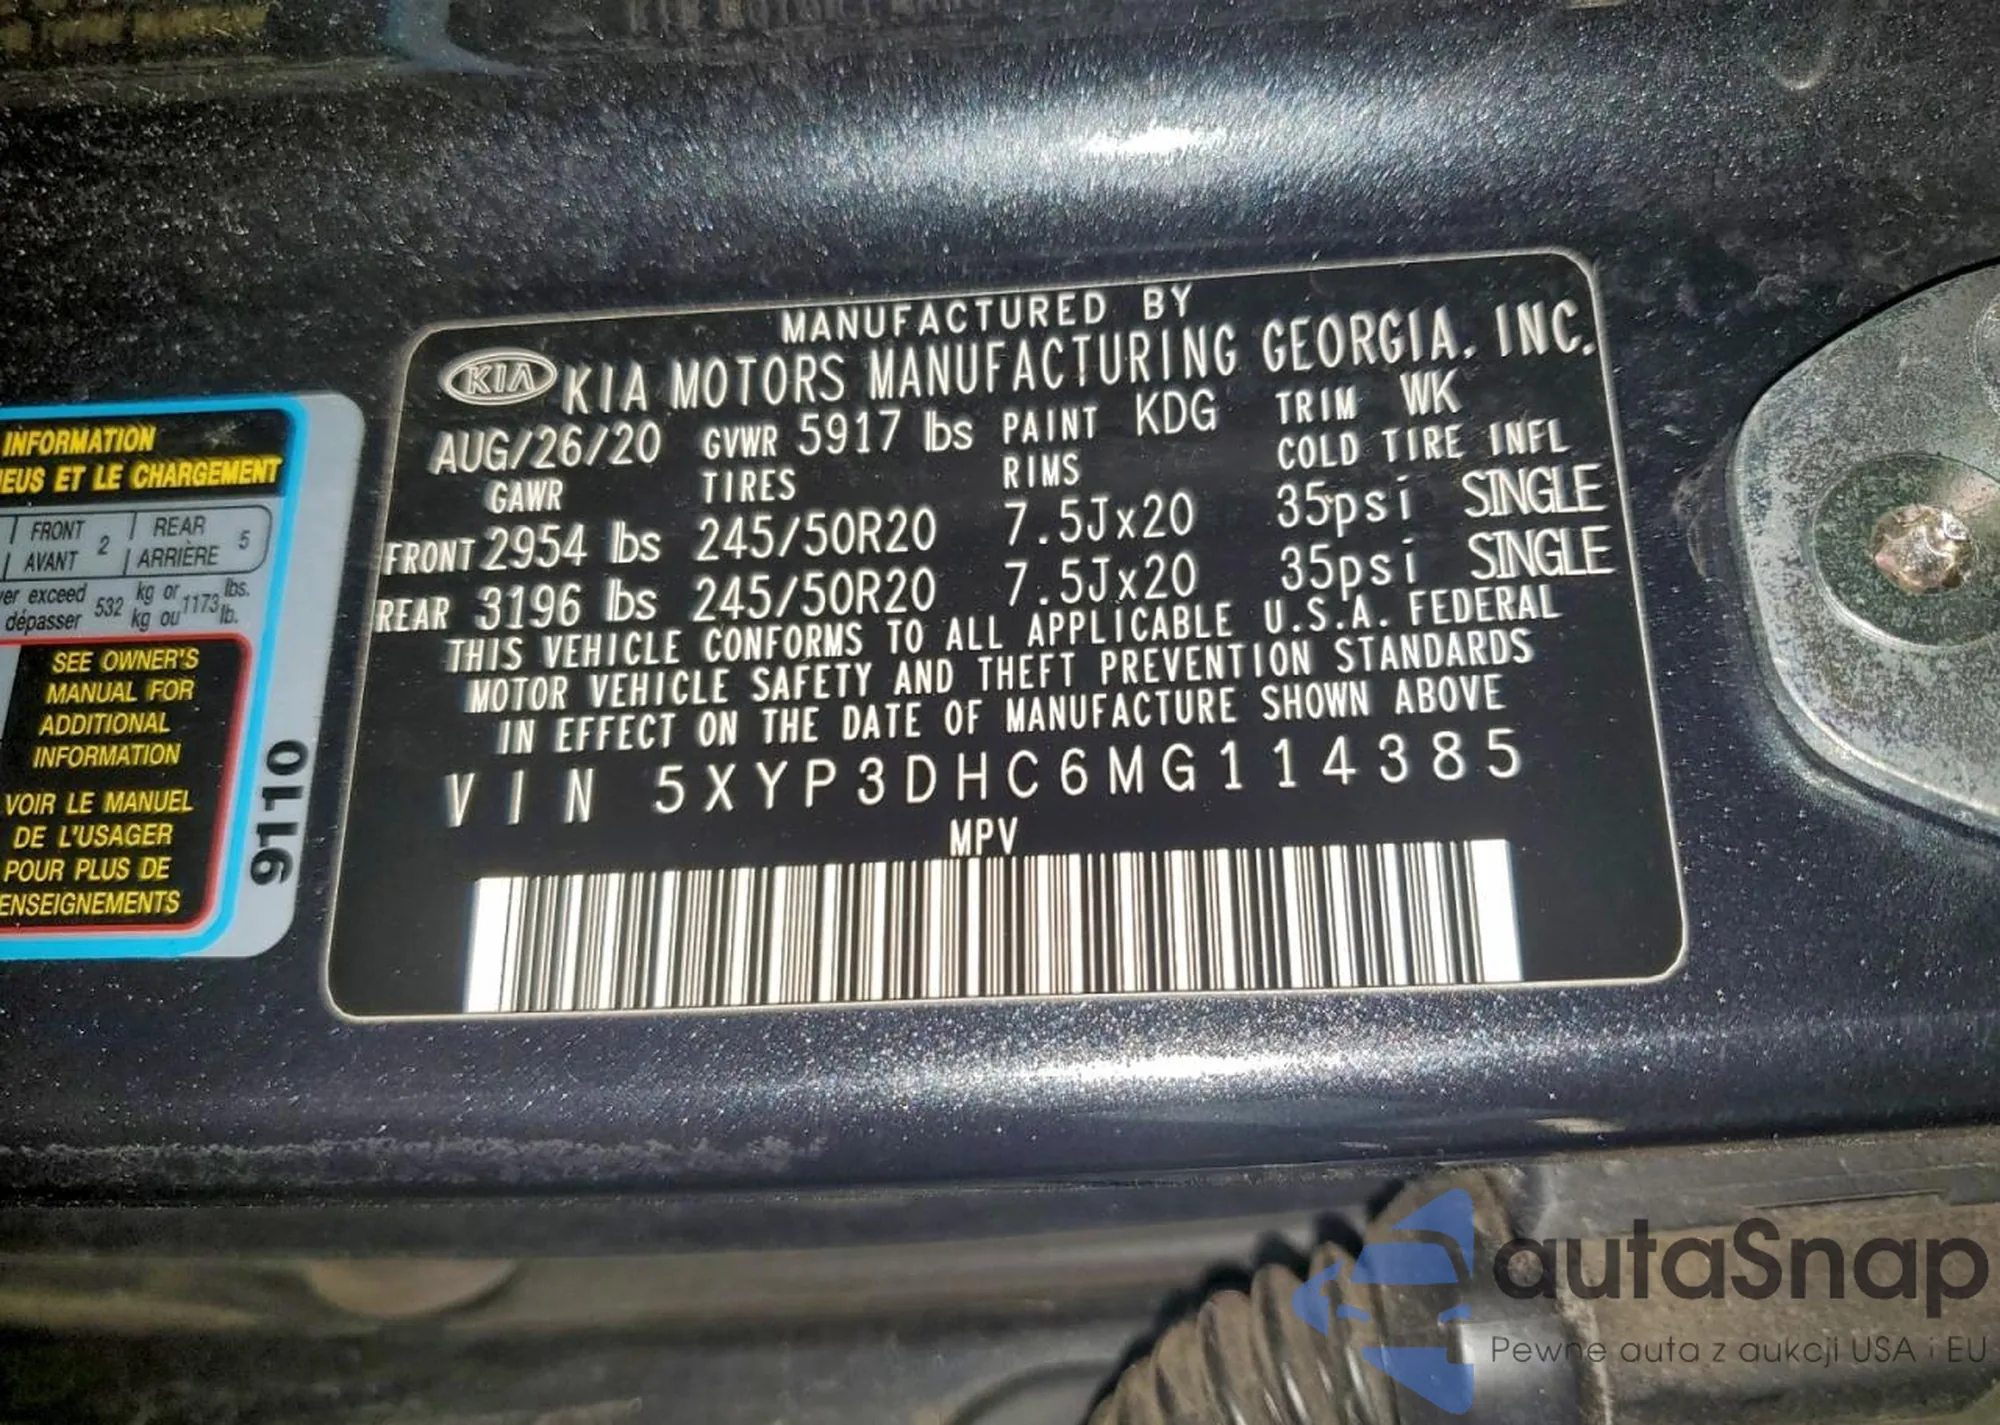 MANUFACTURED BY
KIA KIA MOTORS MANUFACTURING GEORGIA, INC.
AUG/26/20 GVWR 5917 lbs PAINT KDG TRIM WK
GAWR TIRES RIMS COLD TIRE INFL
FRONT 2954 lbs 245/50R20 7.5Jx20 35psi SINGLE
REAR 3196 lbs 245/50R20 7.5Jx20 35psi SINGLE
THIS VEHICLE CONFORMS TO ALL APPLICABLE U.S.A. FEDERAL
MOTOR VEHICLE SAFETY AND THEFT PREVENTION STANDARDS
IN EFFECT ON THE DATE OF MANUFACTURE SHOWN ABOVE
VIN 5XYP3DHC6MG114385
MPV
INFORMATION
ET LE CHARGEMENT
FRONT 2 REAR 5
AVANT ARRIÈRE
exceed 532 kg or 1173 lbs.
dépasser kg ou lb.
SEE OWNER'S
MANUAL FOR
ADDITIONAL
INFORMATION
VOIR LE MANUEL
DE L'USAGER
POUR PLUS DE
9110
autaSnap
Pewne auta z aukcji USA i EU